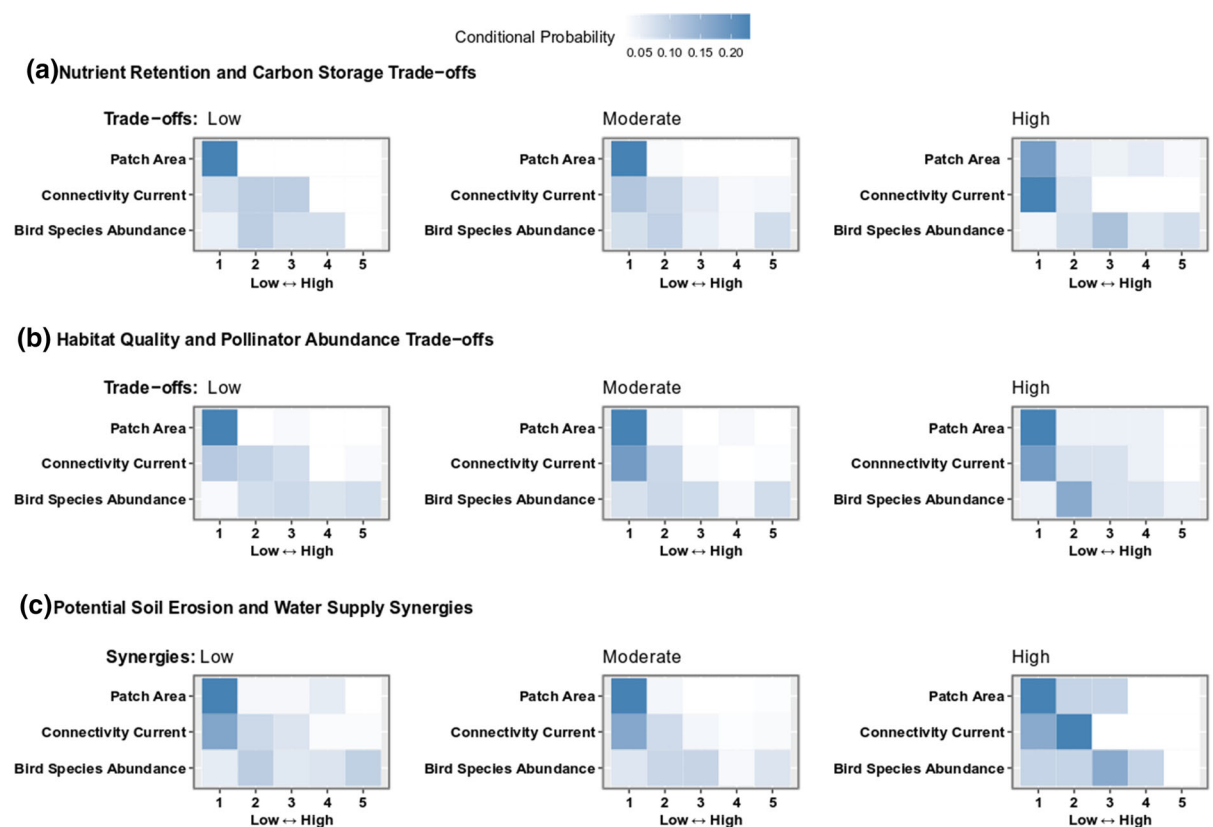 Conditional Probability
0.05 0.10 0.15 0.20
(a)Nutrient Retention and Carbon Storage Trade−offs
Trade−offs: Low
Patch Area
Connectivity Current
Bird Species Abundance
1 2 3 4 5
Low ↔ High
Moderate
Patch Area
Connectivity Current
Bird Species Abundance
1 2 3 4 5
Low ↔ High
High
Patch Area
Connectivity Current
Bird Species Abundance
1 2 3 4 5
Low ↔ High
(b) Habitat Quality and Pollinator Abundance Trade−offs
Trade−offs: Low
Patch Area
Connectivity Current
Bird Species Abundance
1 2 3 4 5
Low ↔ High
Moderate
Patch Area
Connectivity Current
Bird Species Abundance
1 2 3 4 5
Low ↔ High
High
Patch Area
Connnectivity Current
Bird Species Abundance
1 2 3 4 5
Low ↔ High
(c)Potential Soil Erosion and Water Supply Synergies
Synergies: Low
Patch Area
Connectivity Current
Bird Species Abundance
1 2 3 4 5
Low ↔ High
Moderate
Patch Area
Connectivity Current
Bird Species Abundance
1 2 3 4 5
Low ↔ High
High
Patch Area
Connectivity Current
Bird Species Abundance
1 2 3 4 5
Low ↔ High